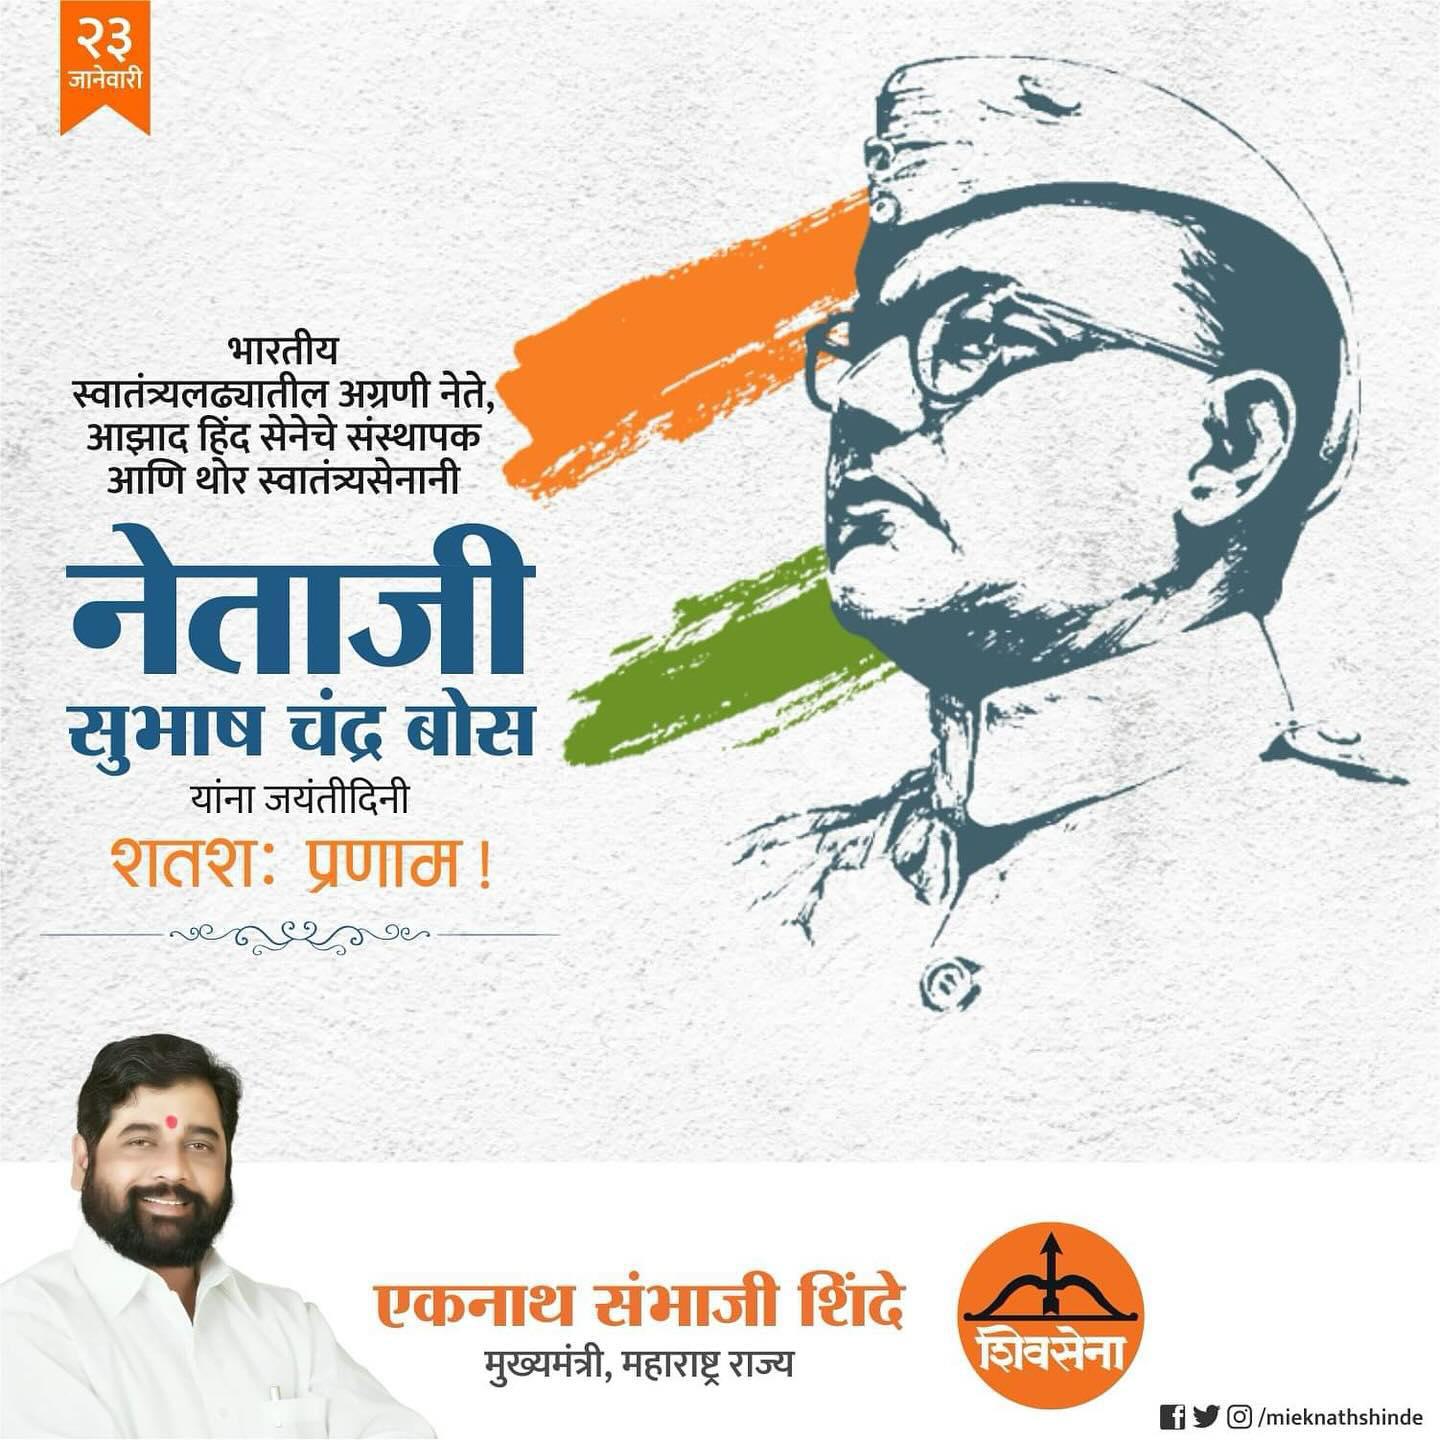 २३
जानेवारी
भारतीय
स्वातंत्र्यलढ्यातील अग्रणी नेते,
आझाद हिंद सेनेचे संस्थापक
आणि थोर स्वातंत्र्यसेनानी
नेताजी
सुभाष चंद्र बोस
यांना जयंतीदिनी
शतशः प्रणाम !
एकनाथ संभाजी शिंदे
मुख्यमंत्री, महाराष्ट्र राज्य
शिवसेना
/mieknathshinde